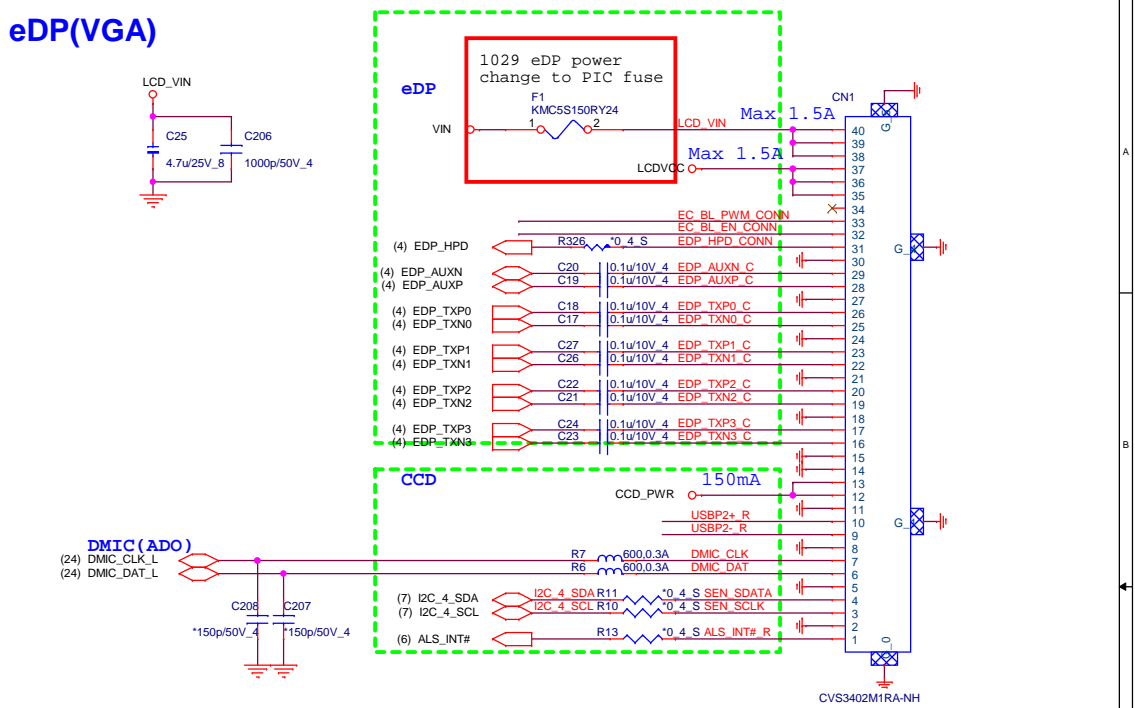 eDP(VGA)
LCD_VIN
C25
4.7u/25V_8
C206
1000p/50V_4
eDP
1029 eDP power
change to PIC fuse
F1
KMC5S150RY24
VIN
1
2
LCD_VIN
Max 1.5A
CN1
Max 1.5A
LCDVCC
40
39
38
37
36
35
34
EC_BL_PWM_CONN
33
EC_BL_EN_CONN
32
(4) EDP_HPD
R326
*0_4_S
EDP_HPD_CONN
31
30
(4) EDP_AUXN
C20
0.1u/10V_4
EDP_AUXN_C
29
(4) EDP_AUXP
C19
0.1u/10V_4
EDP_AUXP_C
28
27
(4) EDP_TXP0
C18
0.1u/10V_4
EDP_TXP0_C
26
(4) EDP_TXN0
C17
0.1u/10V_4
EDP_TXN0_C
25
24
(4) EDP_TXP1
C27
0.1u/10V_4
EDP_TXP1_C
23
(4) EDP_TXN1
C26
0.1u/10V_4
EDP_TXN1_C
22
21
(4) EDP_TXP2
C22
0.1u/10V_4
EDP_TXP2_C
20
(4) EDP_TXN2
C21
0.1u/10V_4
EDP_TXN2_C
19
18
(4) EDP_TXP3
C24
0.1u/10V_4
EDP_TXP3_C
17
(4) EDP_TXN3
C23
0.1u/10V_4
EDP_TXN3_C
16
15
14
CCD
150mA
CCD_PWR
13
12
11
USBP2+_R
10
USBP2-_R
9
8
DMIC(ADO)
(24) DMIC_CLK_L
R7
600,0.3A
DMIC_CLK
7
(24) DMIC_DAT_L
R6
600,0.3A
DMIC_DAT
6
5
C208
*150p/50V_4
C207
*150p/50V_4
(7) I2C_4_SDA
I2C_4_SDA
R11
*0_4_S
SEN_SDATA
4
(7) I2C_4_SCL
I2C_4_SCL
R10
*0_4_S
SEN_SCLK
3
2
(6) ALS_INT#
R13
*0_4_S
ALS_INT#_R
1
CVS3402M1RA-NH
A
B